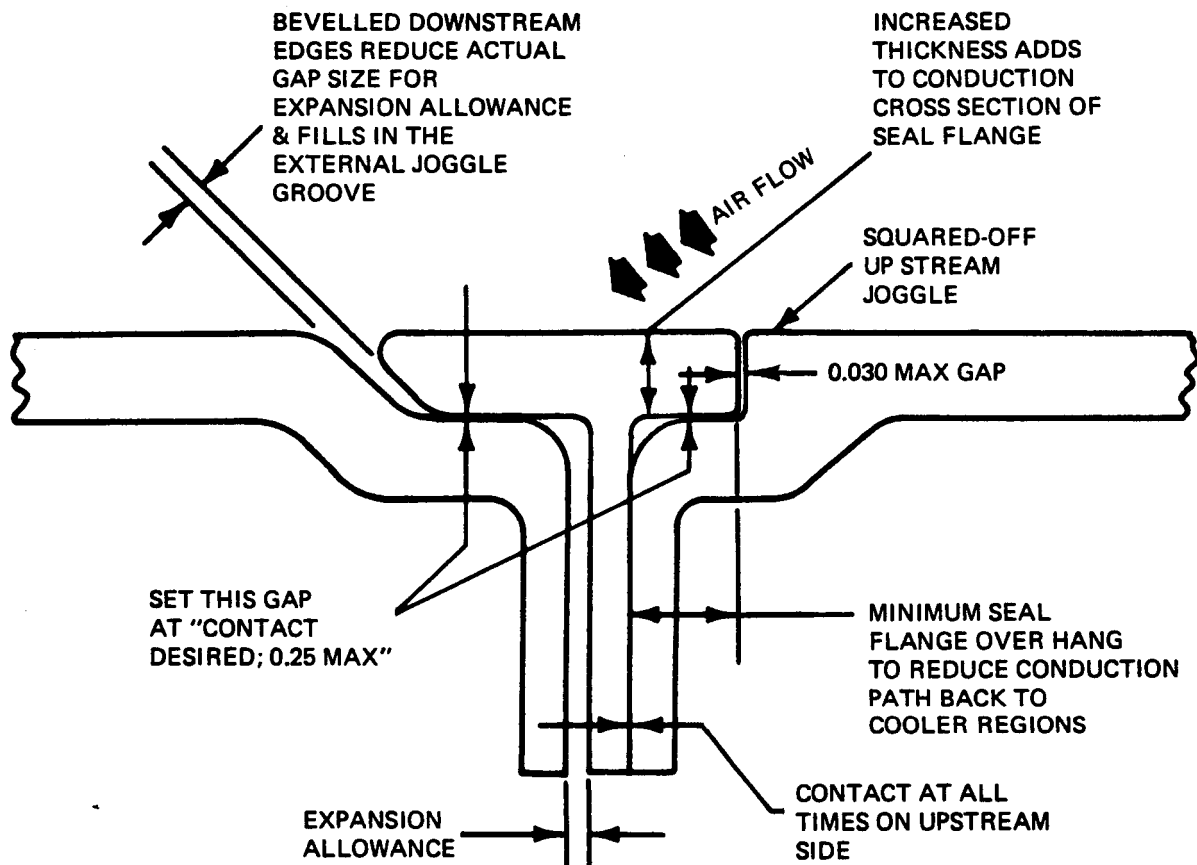 BEVELLED DOWNSTREAM
EDGES REDUCE ACTUAL
GAP SIZE FOR
EXPANSION ALLOWANCE
& FILLS IN THE
EXTERNAL JOGGLE
GROOVE
INCREASED
THICKNESS ADDS
TO CONDUCTION
CROSS SECTION OF
SEAL FLANGE
AIR FLOW
SQUARED-OFF
UP STREAM
JOGGLE
0.030 MAX GAP
SET THIS GAP
AT "CONTACT
DESIRED; 0.25 MAX"
MINIMUM SEAL
FLANGE OVER HANG
TO REDUCE CONDUCTION
PATH BACK TO
COOLER REGIONS
EXPANSION
ALLOWANCE
CONTACT AT ALL
TIMES ON UPSTREAM
SIDE